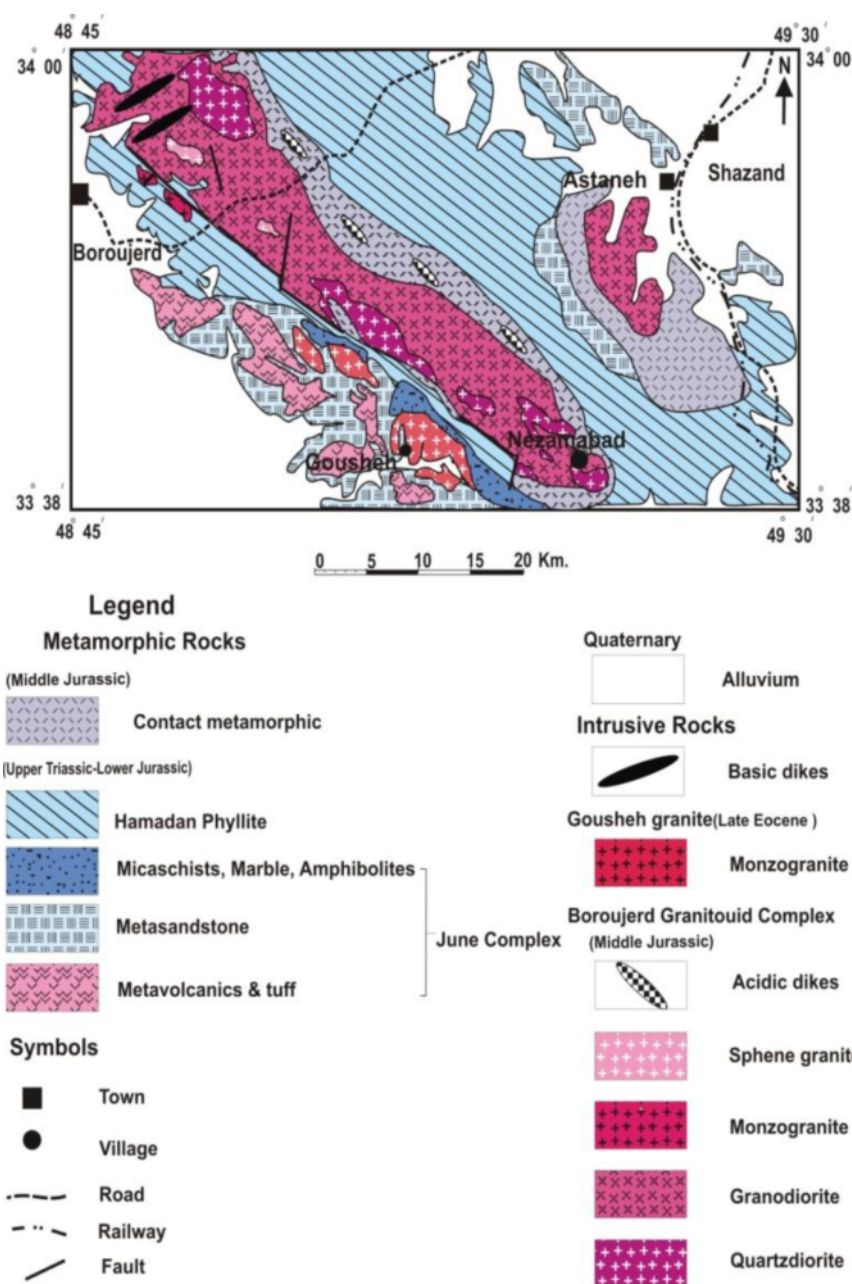 48 45
49 30
34 00
34 00
N
Astaneh
Shazand
Boroujerd
Nezamabad
Gousheh
33 38
33 38
48 45
49 30
0 5 10 15 20 Km.
Legend
Metamorphic Rocks
(Middle Jurassic)
Contact metamorphic
(Upper Triassic-Lower Jurassic)
Hamadan Phyllite
Micaschists, Marble, Amphibolites
Metasandstone
June Complex
Metavolcanics & tuff
Symbols
Town
Village
Road
Railway
Fault
Quaternary
Alluvium
Intrusive Rocks
Basic dikes
Gousheh granite(Late Eocene )
Monzogranite
Boroujerd Granitouid Complex
(Middle Jurassic)
Acidic dikes
Sphene granit
Monzogranite
Granodiorite
Quartzdiorite